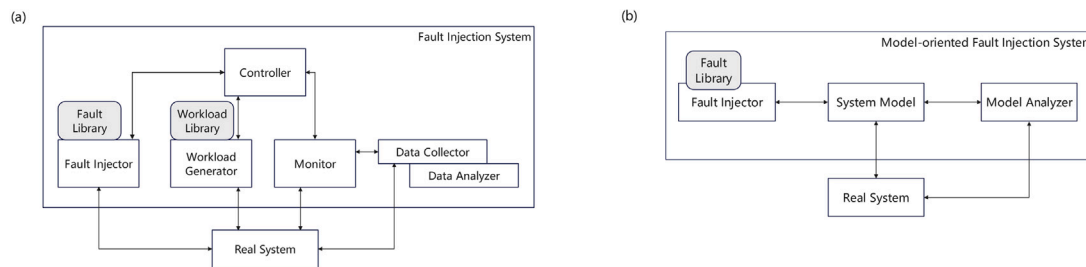 (a)
Fault Injection System
Controller
Fault
Library
Workload
Library
Fault Injector
Workload
Generator
Monitor
Data Collector
Data Analyzer
Real System
(b)
Model-oriented Fault Injection System
Fault
Library
Fault Injector
System Model
Model Analyzer
Real System